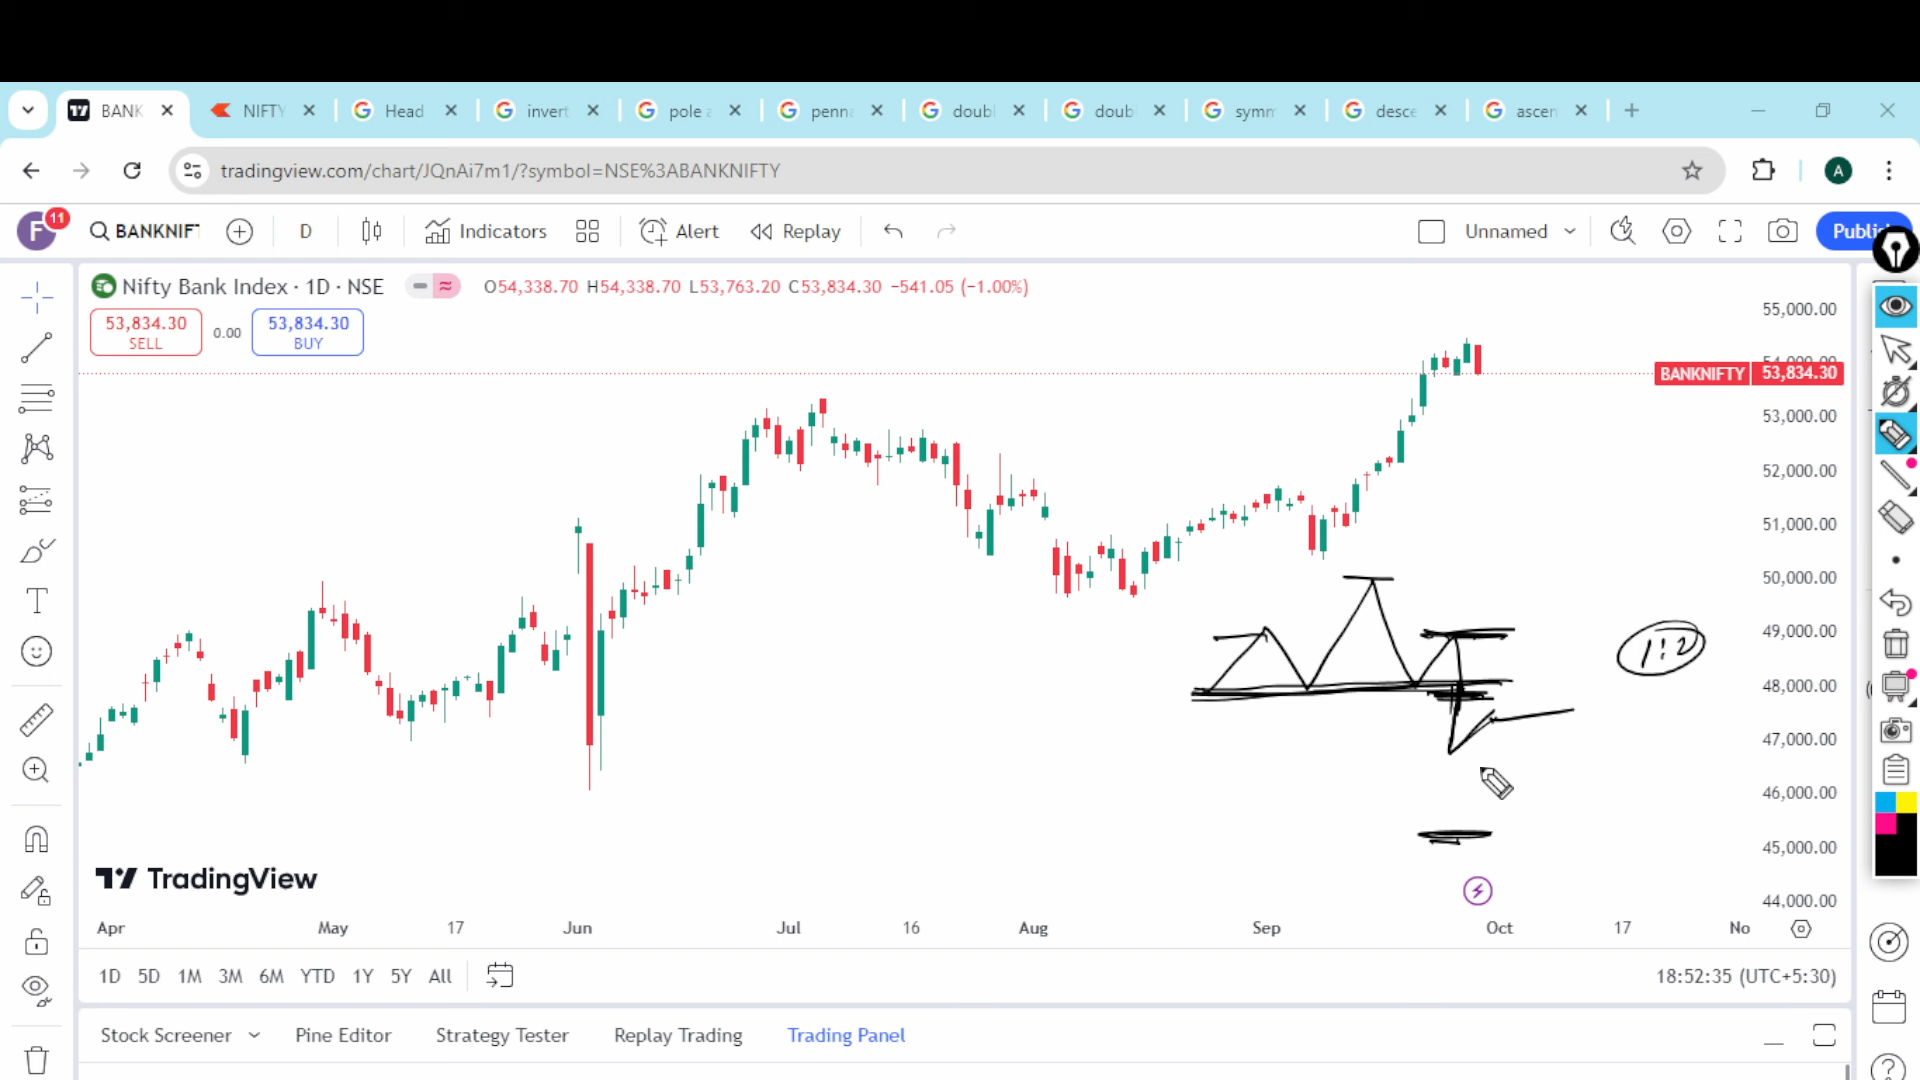 BANK
NIFTY
Head
invert
pole a
penna
doubl
doub
symm
desce
ascen
tradingview.com/chart/JQnAi7m1/?symbol=NSE%3ABANKNIFTY
A
F
11
BANKNIF
D
Indicators
Alert
Replay
Unnamed
Publi
Nifty Bank Index · 1D · NSE
O54,338.70 H54,338.70 L53,763.20 C53,834.30 −541.05 (−1.00%)
53,834.30
SELL
0.00
53,834.30
BUY
55,000.00
54,000.00
BANKNIFTY 53,834.30
53,000.00
52,000.00
51,000.00
50,000.00
49,000.00
48,000.00
47,000.00
46,000.00
45,000.00
44,000.00
1:2
TradingView
Apr May 17 Jun Jul 16 Aug Sep Oct 17 No
1D 5D 1M 3M 6M YTD 1Y 5Y All
18:52:35 (UTC+5:30)
Stock Screener Pine Editor Strategy Tester Replay Trading Trading Panel